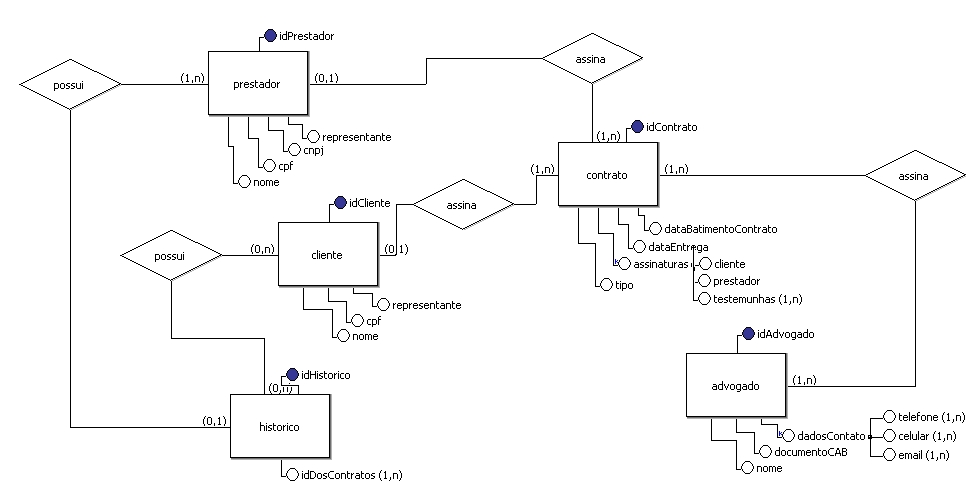 idPrestador
assina
possui
(1,n)
prestador
(0,1)
(1,n)
idContrato
representante
cnpj
cpf
nome
(1,n)
contrato
(1,n)
assina
idCliente
assina
dataBatimentoContrato
(0,n)
cliente
(0,1)
dataEntrega
possui
assinaturas
cliente
tipo
prestador
representante
testemunhas (1,n)
cpf
nome
idAdvogado
idHistorico
(0,n)
advogado
(1,n)
(0,1)
historico
telefone (1,n)
dadosContato
celular (1,n)
documentoCAB
email (1,n)
nome
idDosContratos (1,n)